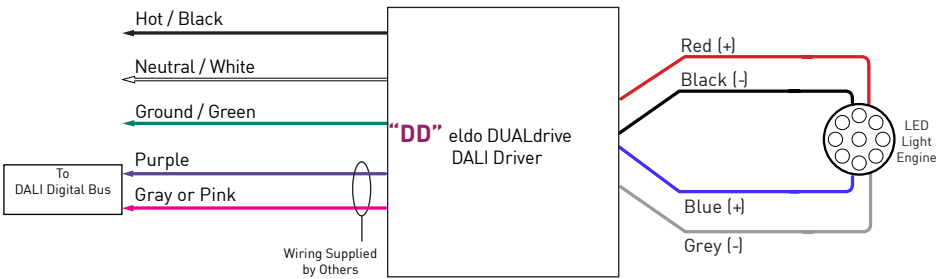 Hot / Black
Neutral / White
Ground / Green
Purple
To
DALI Digital Bus
Gray or Pink
Wiring Supplied
by Others
“DD” eldo DUALdrive
DALI Driver
Red (+)
Black (-)
LED
Light
Engine
Blue (+)
Grey (-)